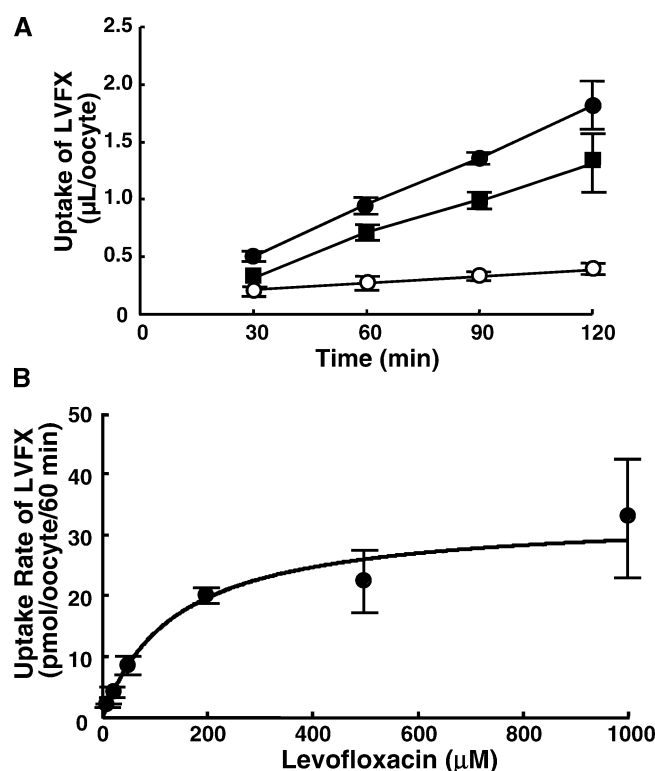 A
2.5
2.0
1.5
1.0
0.5
0
Uptake of LVFX
(µL/oocyte)
0 30 60 90 120
Time (min)
B
50
40
30
20
10
0
Uptake Rate of LVFX
(pmol/oocyte/60 min)
0 200 400 600 800 1000
Levofloxacin (µM)